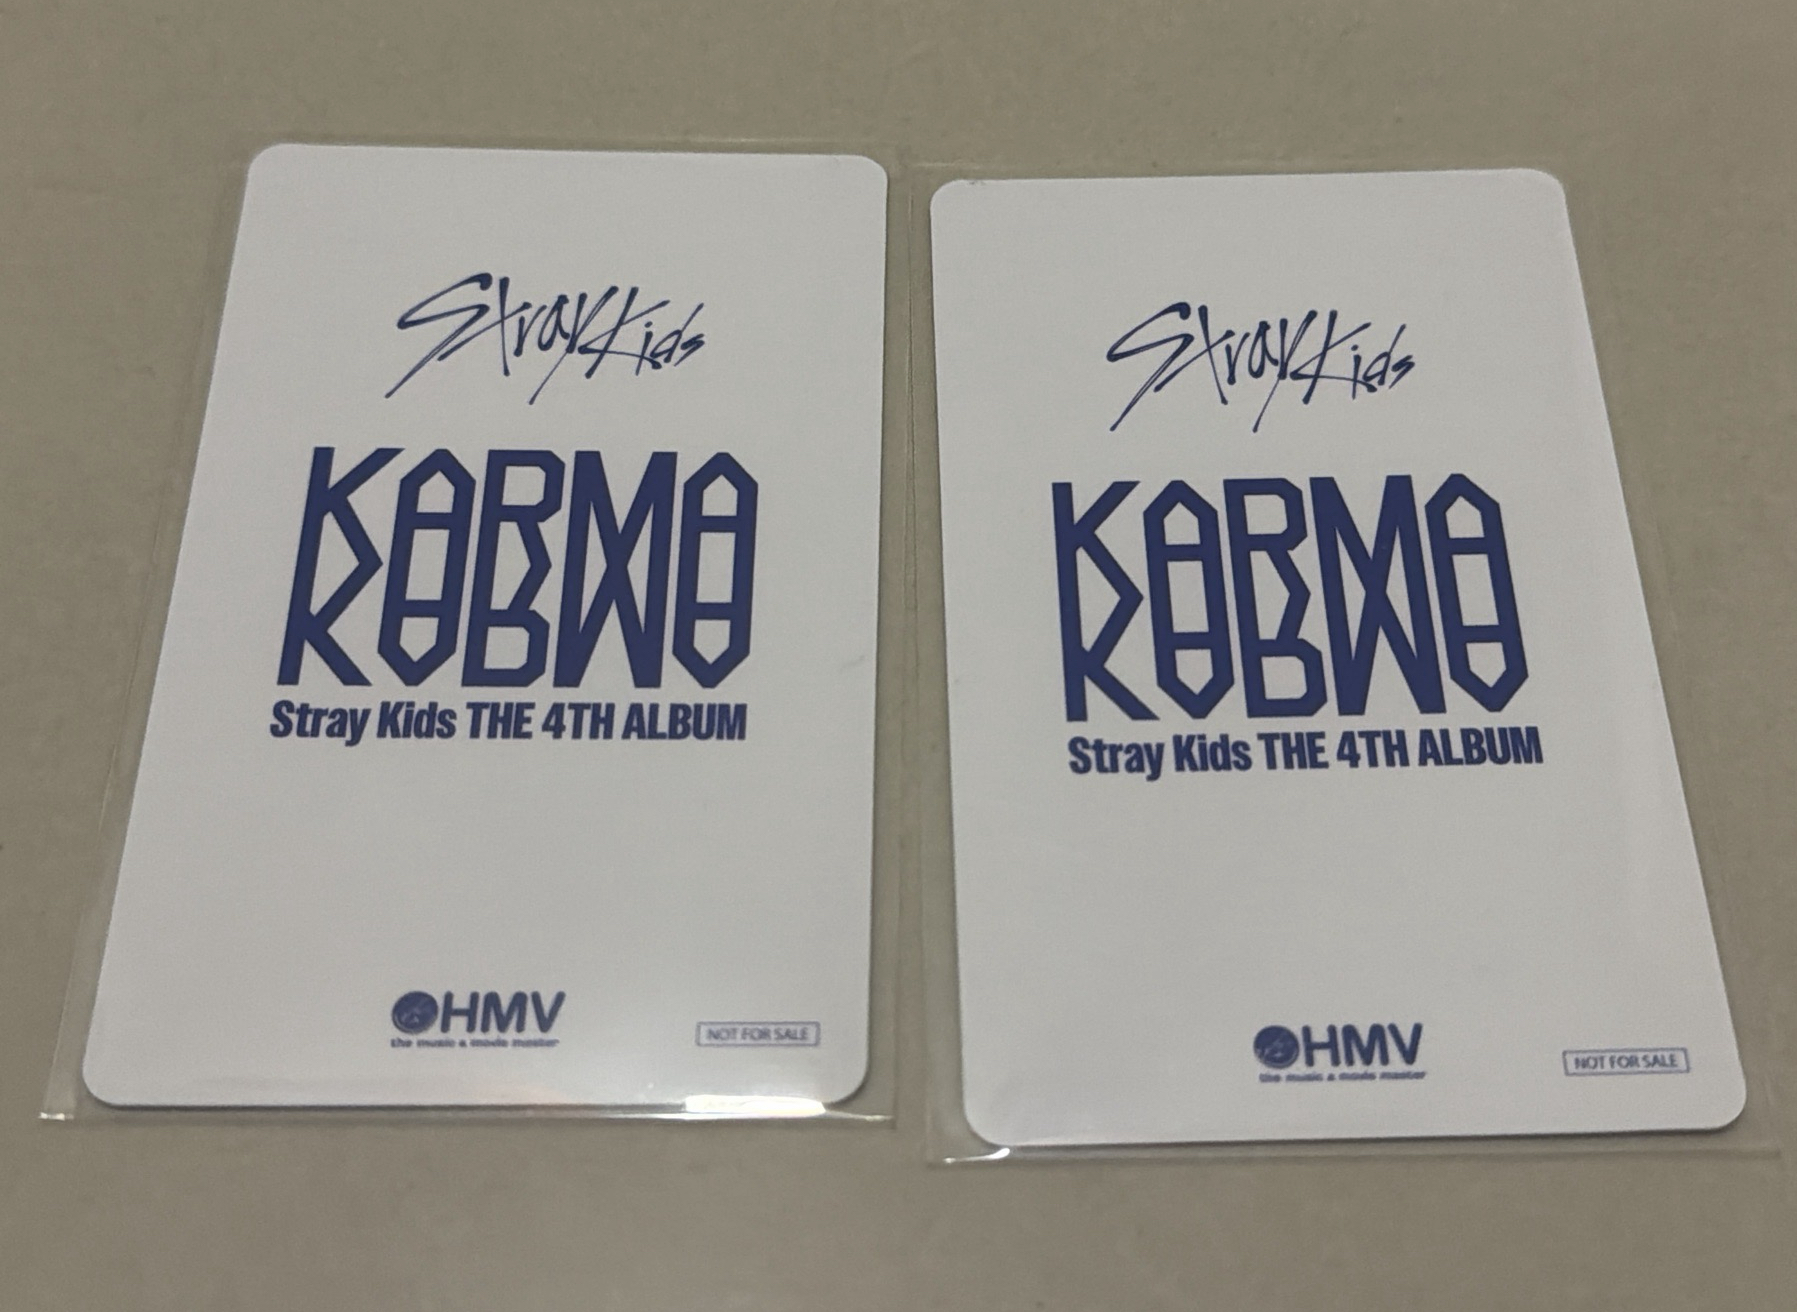 Stray Kids
KARMA
Stray Kids THE 4TH ALBUM
HMV
the music & movie master
NOT FOR SALE
Stray Kids
KARMA
Stray Kids THE 4TH ALBUM
HMV
the music & movie master
NOT FOR SALE